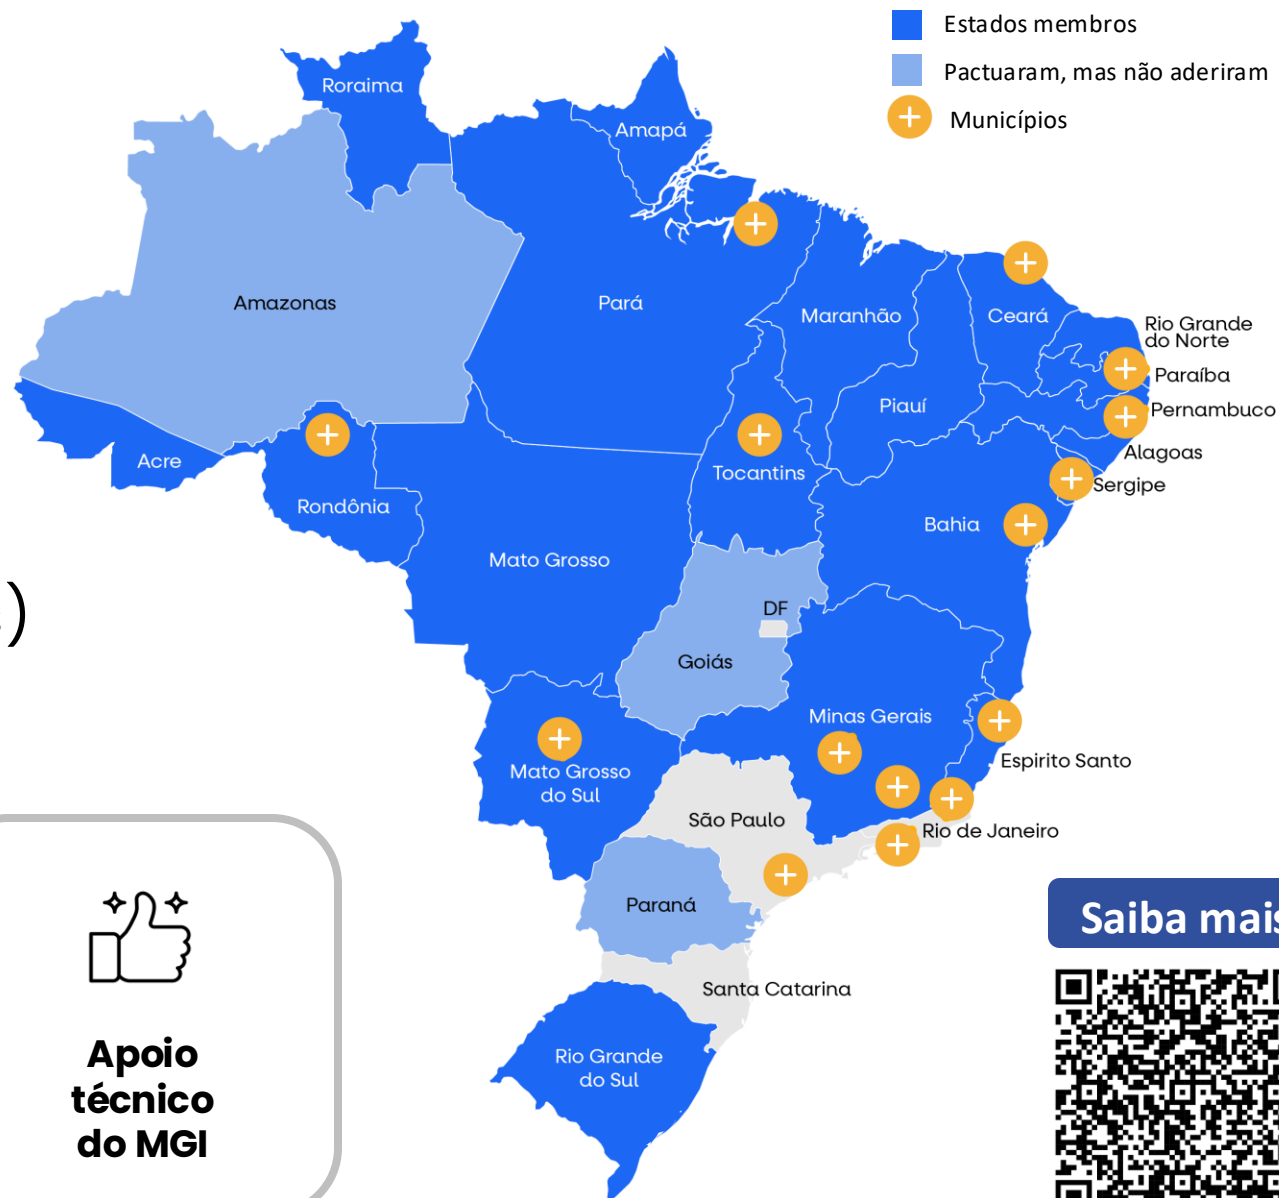 Estados membros
Pactuaram, mas não aderiram
Municípios
Roraima
Amapá
Amazonas
Pará
Maranhão
Ceará
Rio Grande
do Norte
Paraíba
Piauí
Pernambuco
Alagoas
Acre
Tocantins
Sergipe
Rondônia
Bahia
Mato Grosso
)
DF
Goiás
Minas Gerais
Espirito Santo
Mato Grosso
do Sul
São Paulo
Rio de Janeiro
Paraná
Saiba mais
Santa Catarina
Apoio
técnico
do MGI
Rio Grande
do Sul